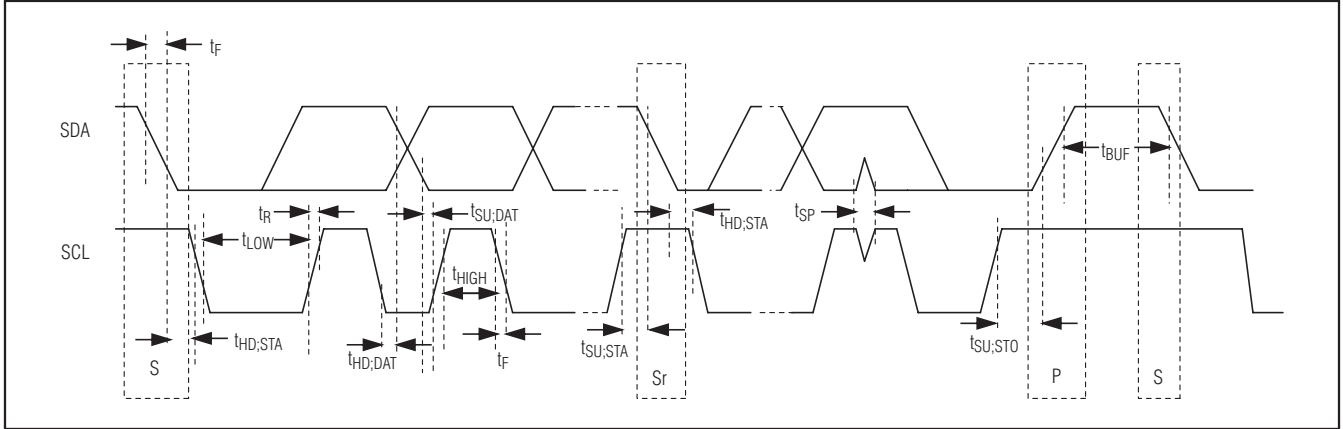 tF
SDA
tBUF
tR
tSU;DAT
tSP
tHD;STA
SCL
tLOW
tHIGH
tHD;STA
tHD;DAT
tF
tSU;STA
tSU;STO
S
Sr
P
S